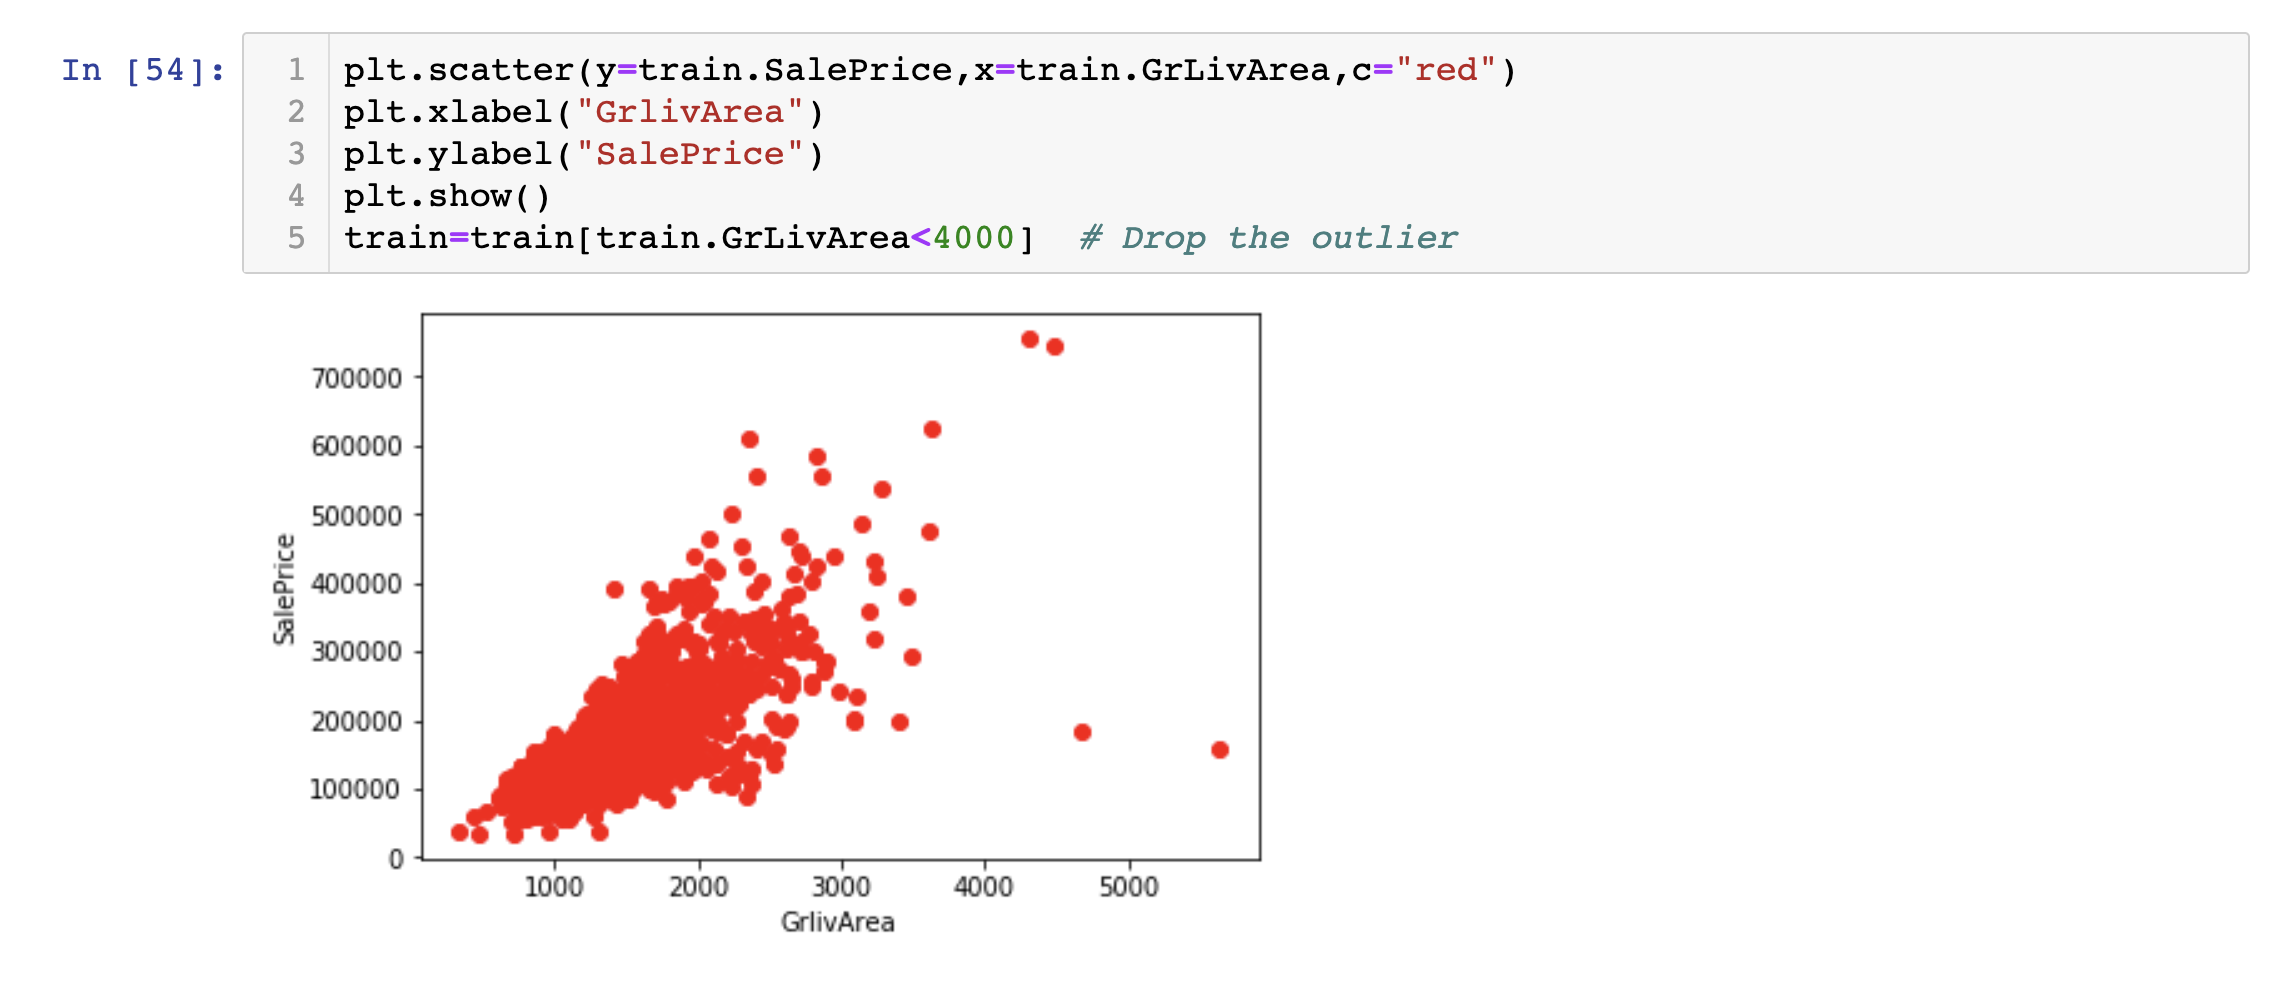 In [54]:
1 plt.scatter(y=train.SalePrice,x=train.GrLivArea,c="red")
2 plt.xlabel("GrlivArea")
3 plt.ylabel("SalePrice")
4 plt.show()
5 train=train[train.GrLivArea<4000]  # Drop the outlier
700000
600000
500000
400000
300000
200000
100000
0
SalePrice
1000 2000 3000 4000 5000
GrlivArea